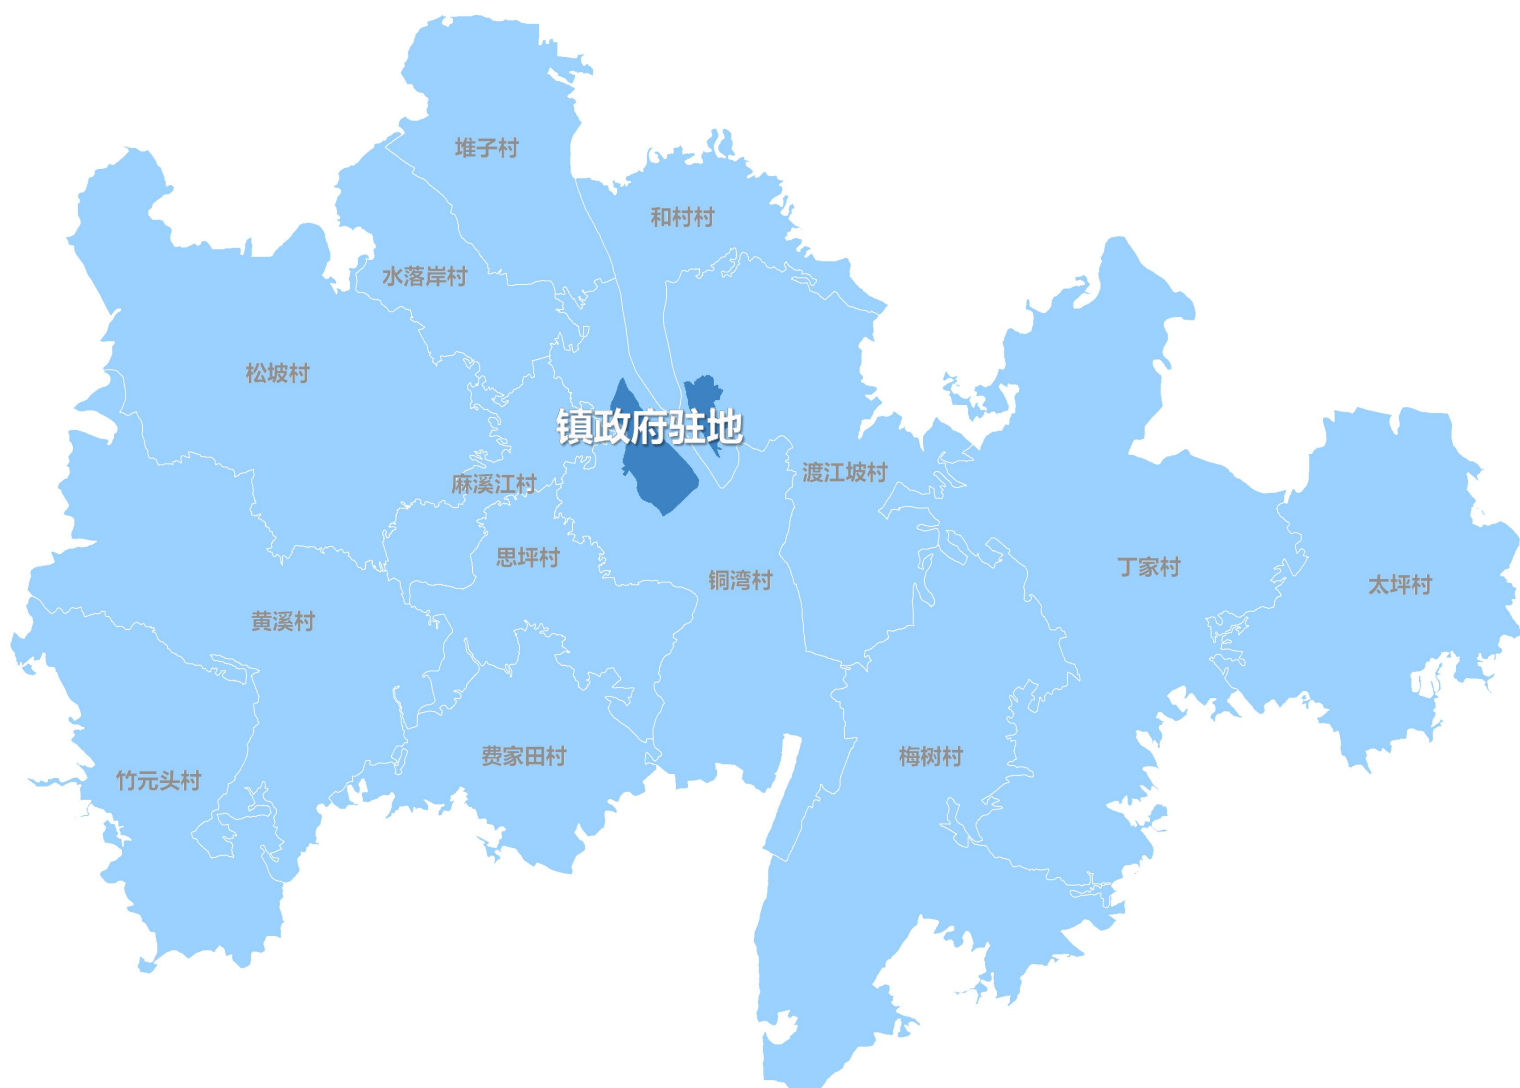 堆子村
和村村
水落岸村
松坡村
镇政府驻地
渡江坡村
麻溪江村
思坪村
丁家村
铜湾村
太坪村
黄溪村
费家田村
梅树村
竹元头村